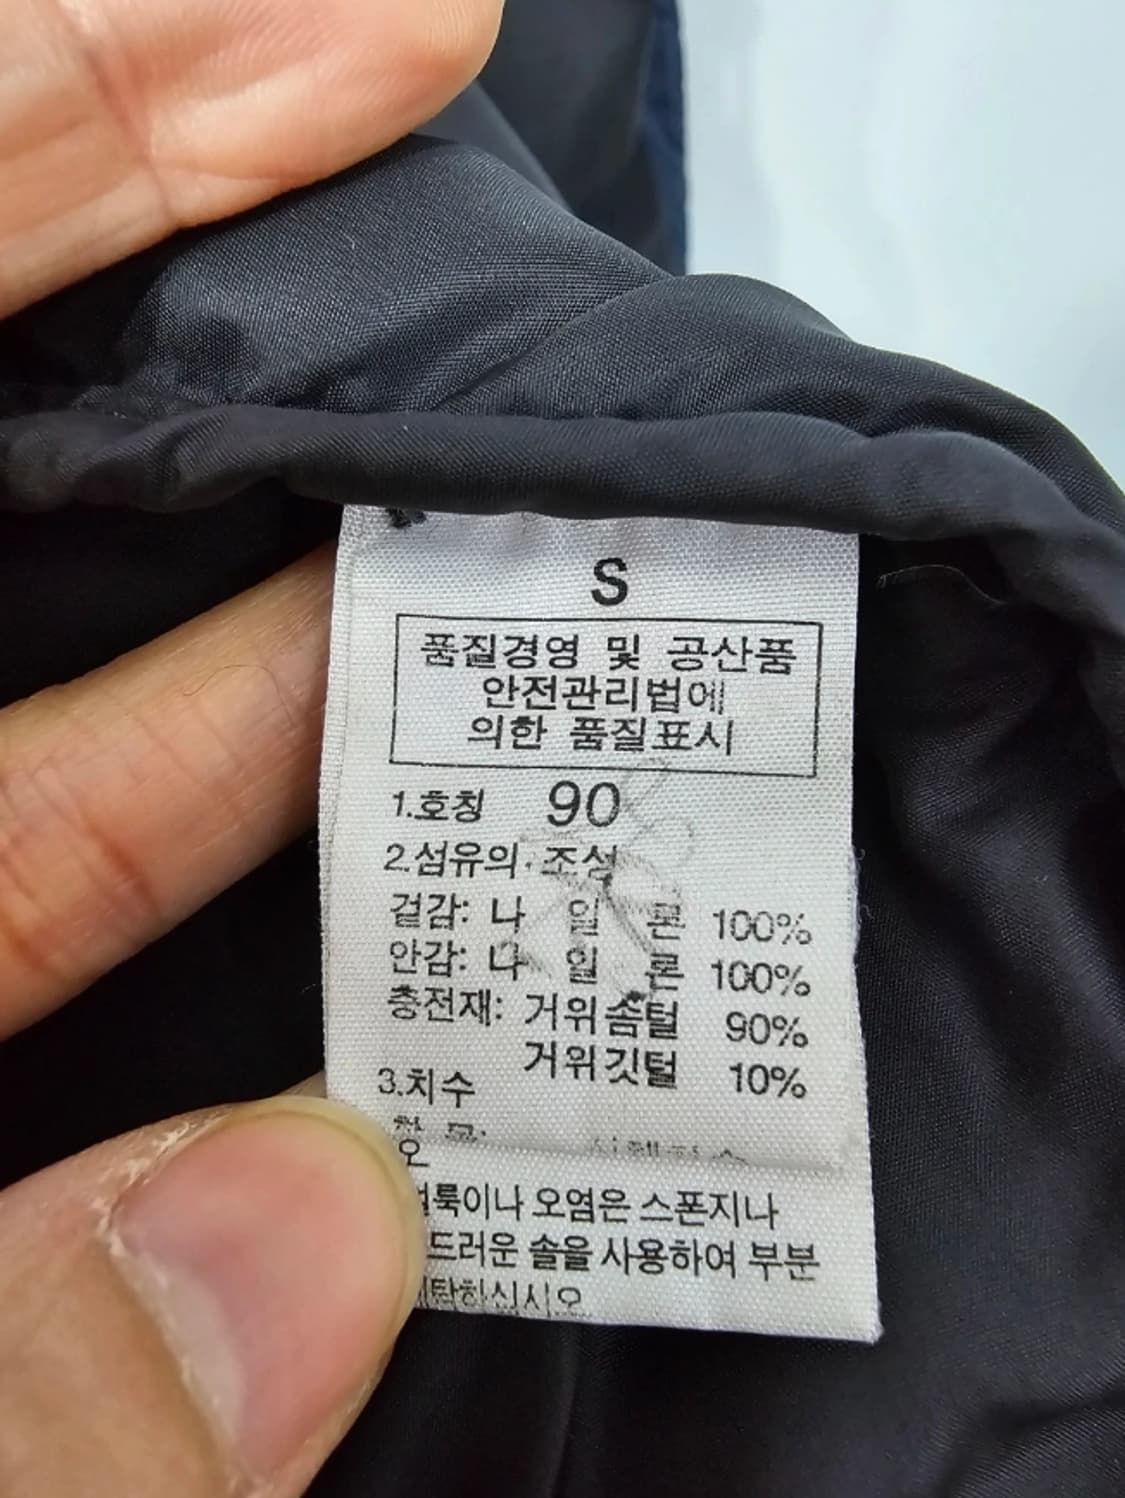 S
품질경영 및 공산품
안전관리법에
의한 품질표시
1.호칭 90
2.섬유의 조성
겉감: 나 일 론 100%
안감: 나 일 론 100%
충전재: 거위솜털 90%
거위깃털 10%
3.치수
오
얼룩이나 오염은 스폰지나
드러운 솔을 사용하여 부분